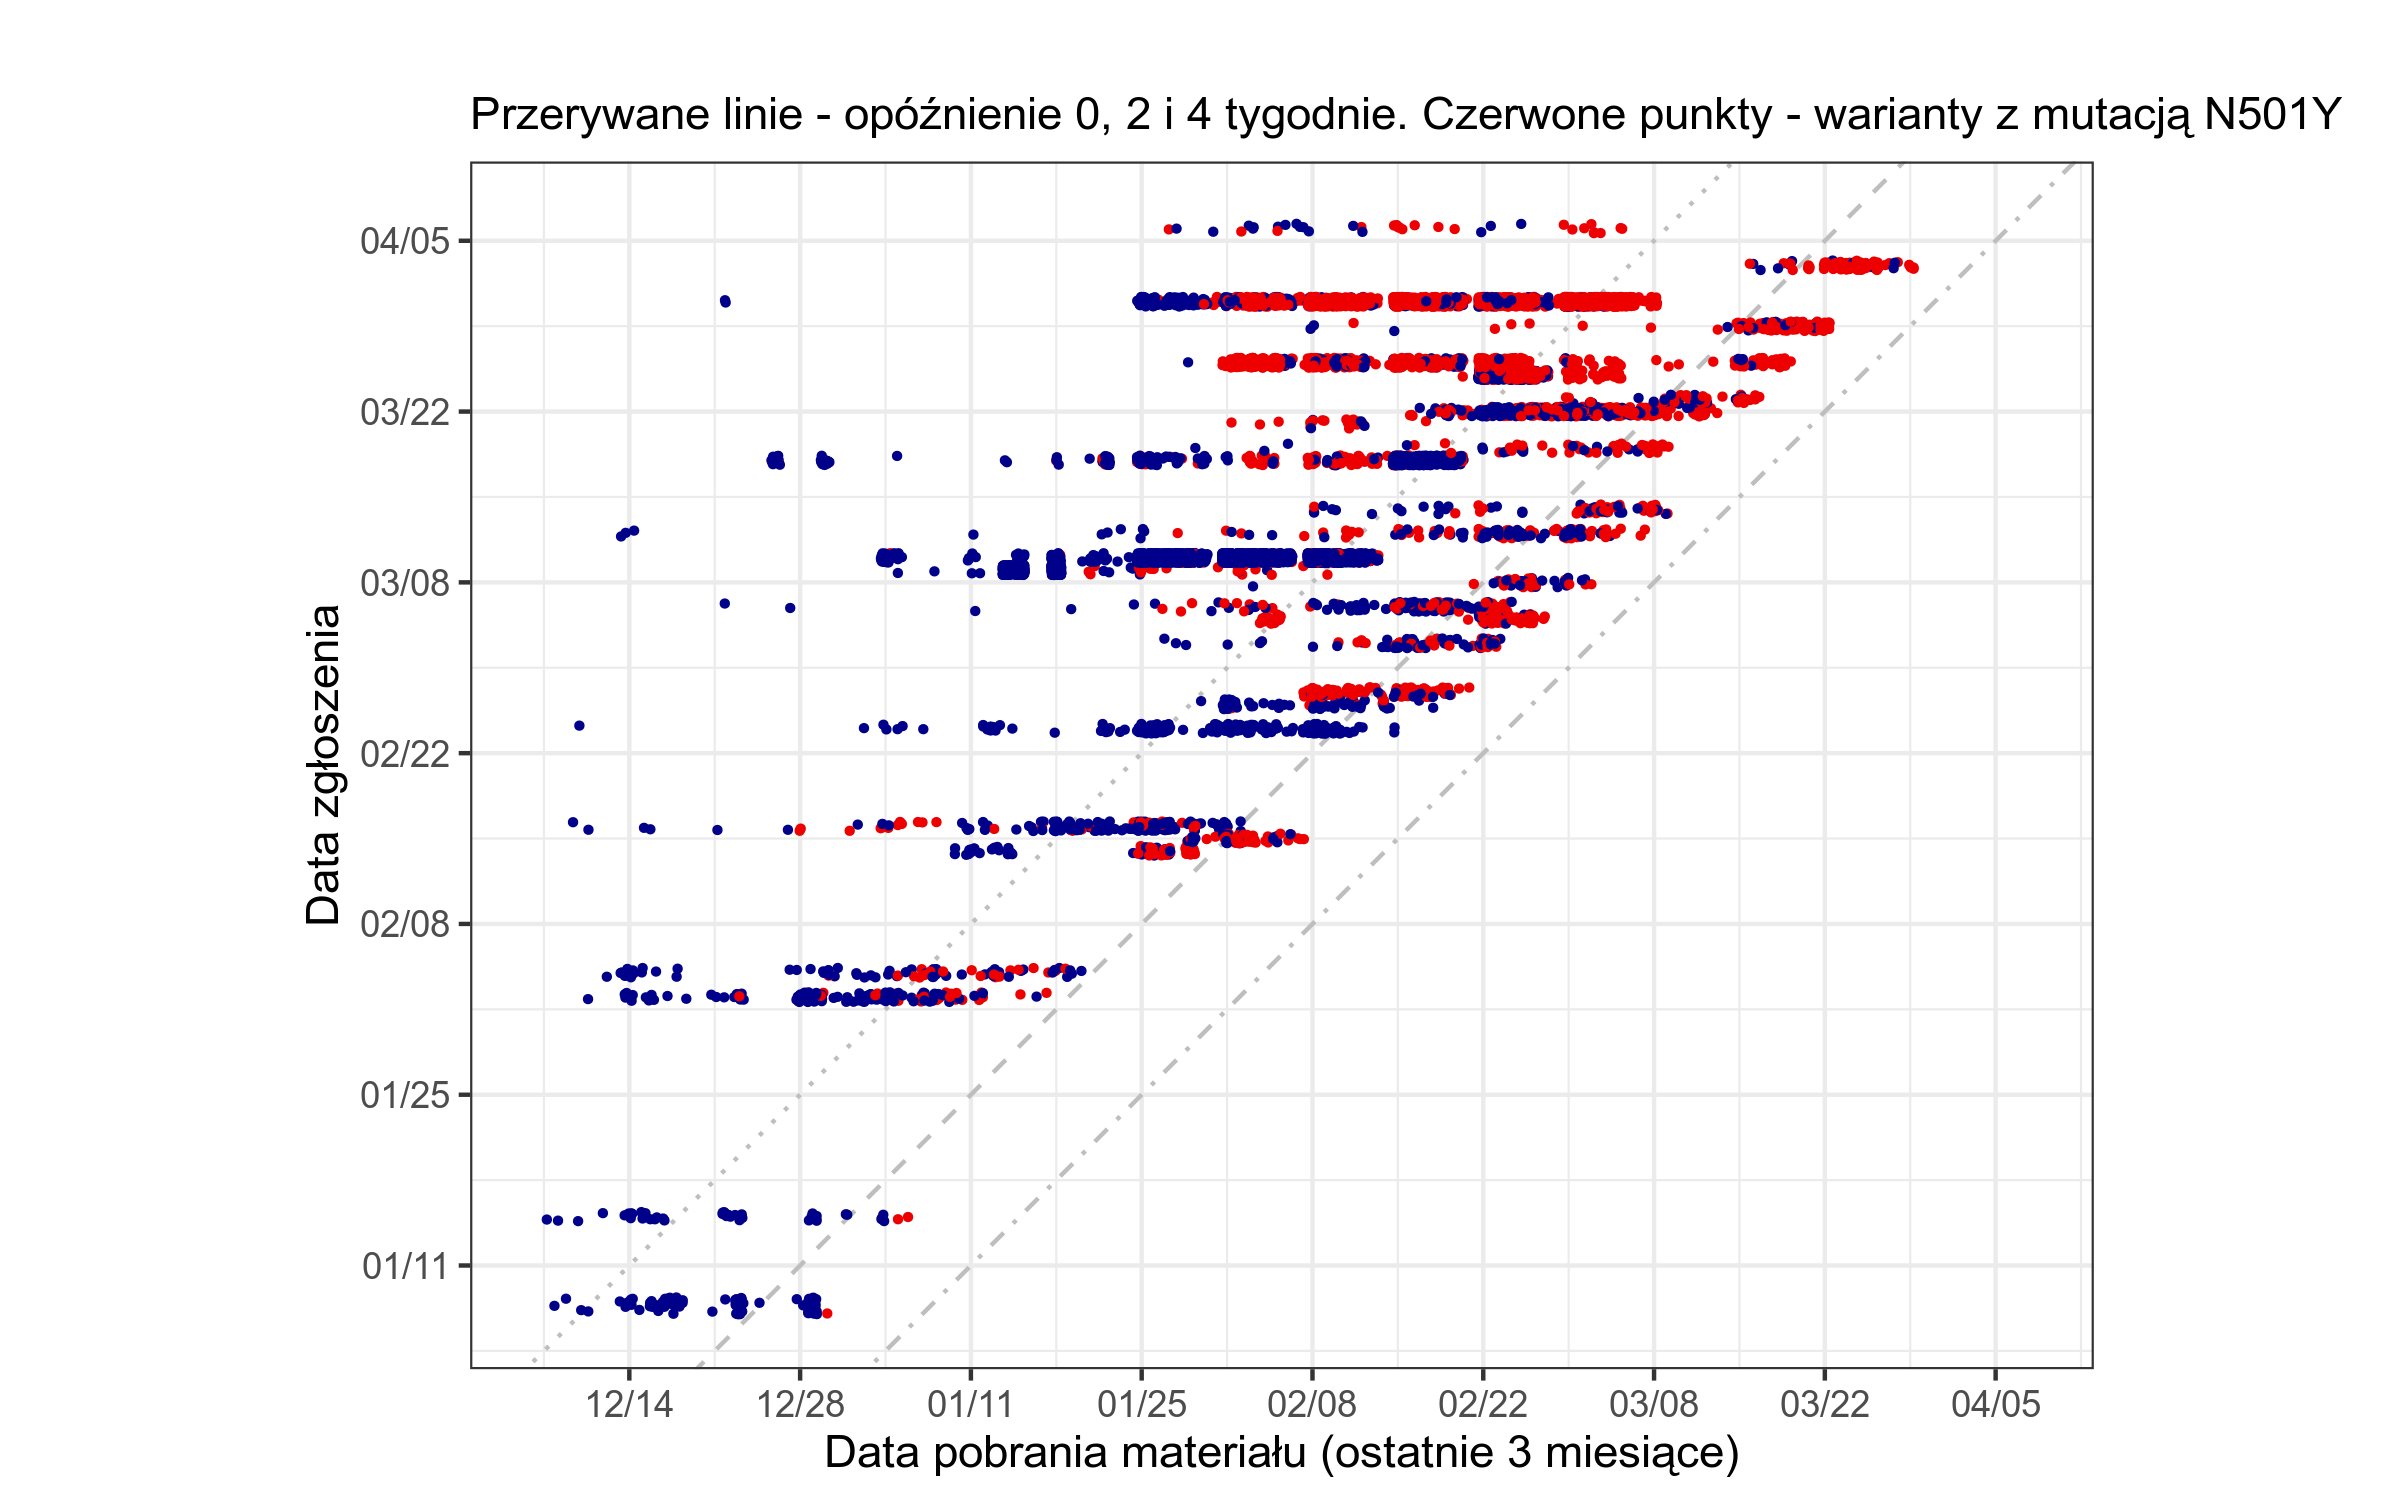 Przerywane linie - opóźnienie 0, 2 i 4 tygodnie. Czerwone punkty - warianty z mutacją N501Y
Data zgłoszenia
04/05
03/22
03/08
02/22
02/08
01/25
01/11
12/14 12/28 01/11 01/25 02/08 02/22 03/08 03/22 04/05
Data pobrania materiału (ostatnie 3 miesiące)